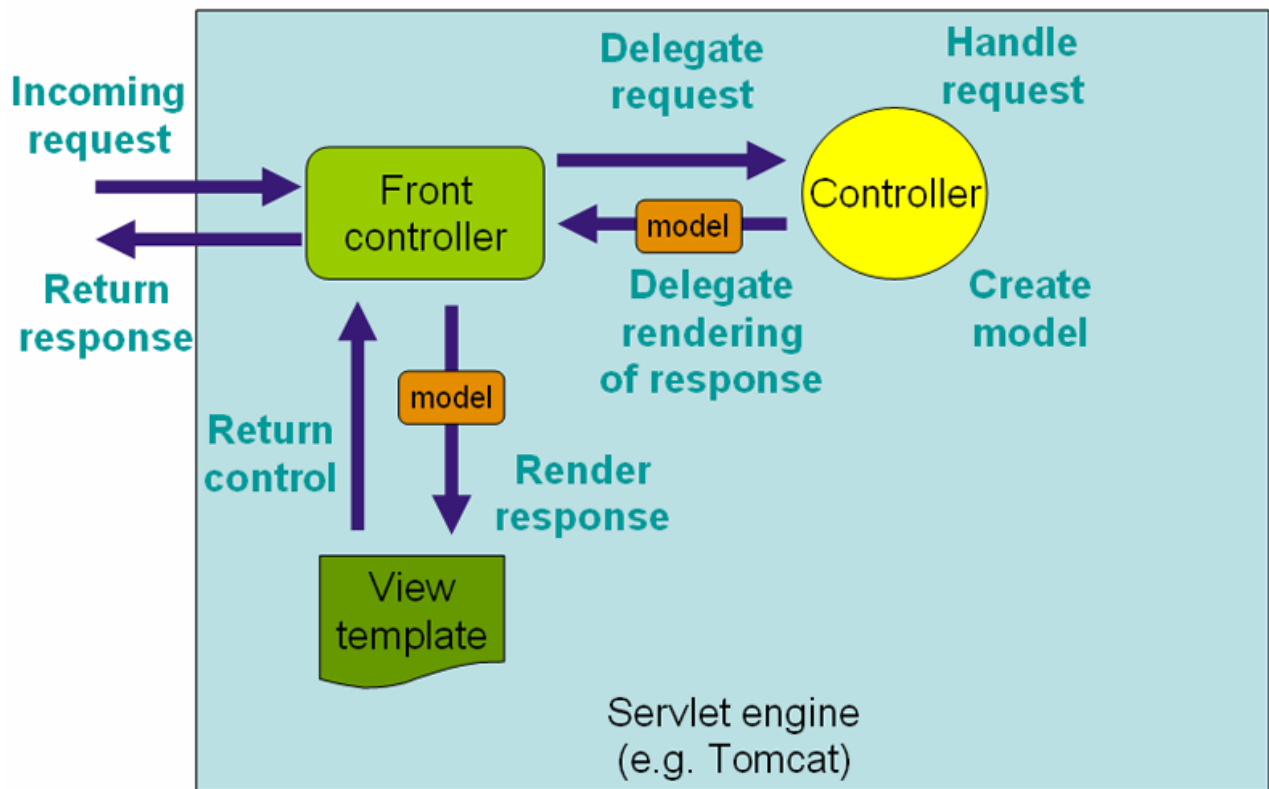 Incoming
request
Return
response
Front
controller
Delegate
request
Handle
request
Controller
model
Delegate
rendering
of response
Create
model
Return
control
model
Render
response
View
template
Servlet engine
(e.g. Tomcat)